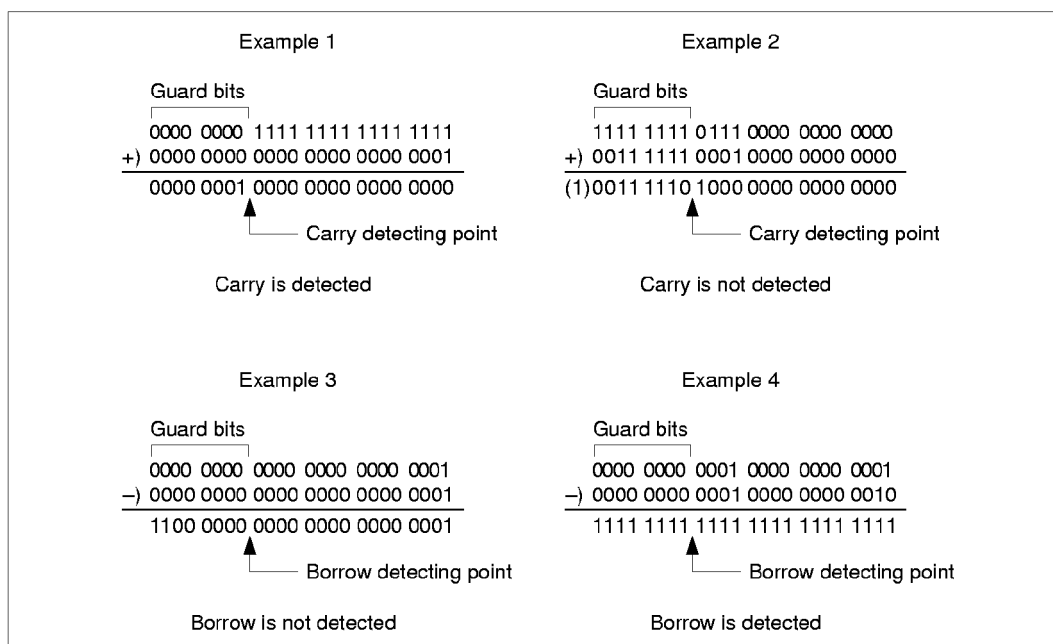 Example 1
Guard bits
0000 0000 1111 1111 1111 1111
+) 0000 0000 0000 0000 0000 0001
0000 0001 0000 0000 0000 0000
Carry detecting point
Carry is detected
Example 2
Guard bits
1111 1111 0111 0000 0000 0000
+) 0011 1111 0001 0000 0000 0000
(1)0011 1110 1000 0000 0000 0000
Carry detecting point
Carry is not detected
Example 3
Guard bits
0000 0000 0000 0000 0000 0001
–) 0000 0000 0000 0000 0000 0001
1100 0000 0000 0000 0000 0001
Borrow detecting point
Borrow is not detected
Example 4
Guard bits
0000 0000 0001 0000 0000 0001
–) 0000 0000 0001 0000 0000 0010
1111 1111 1111 1111 1111 1111
Borrow detecting point
Borrow is detected